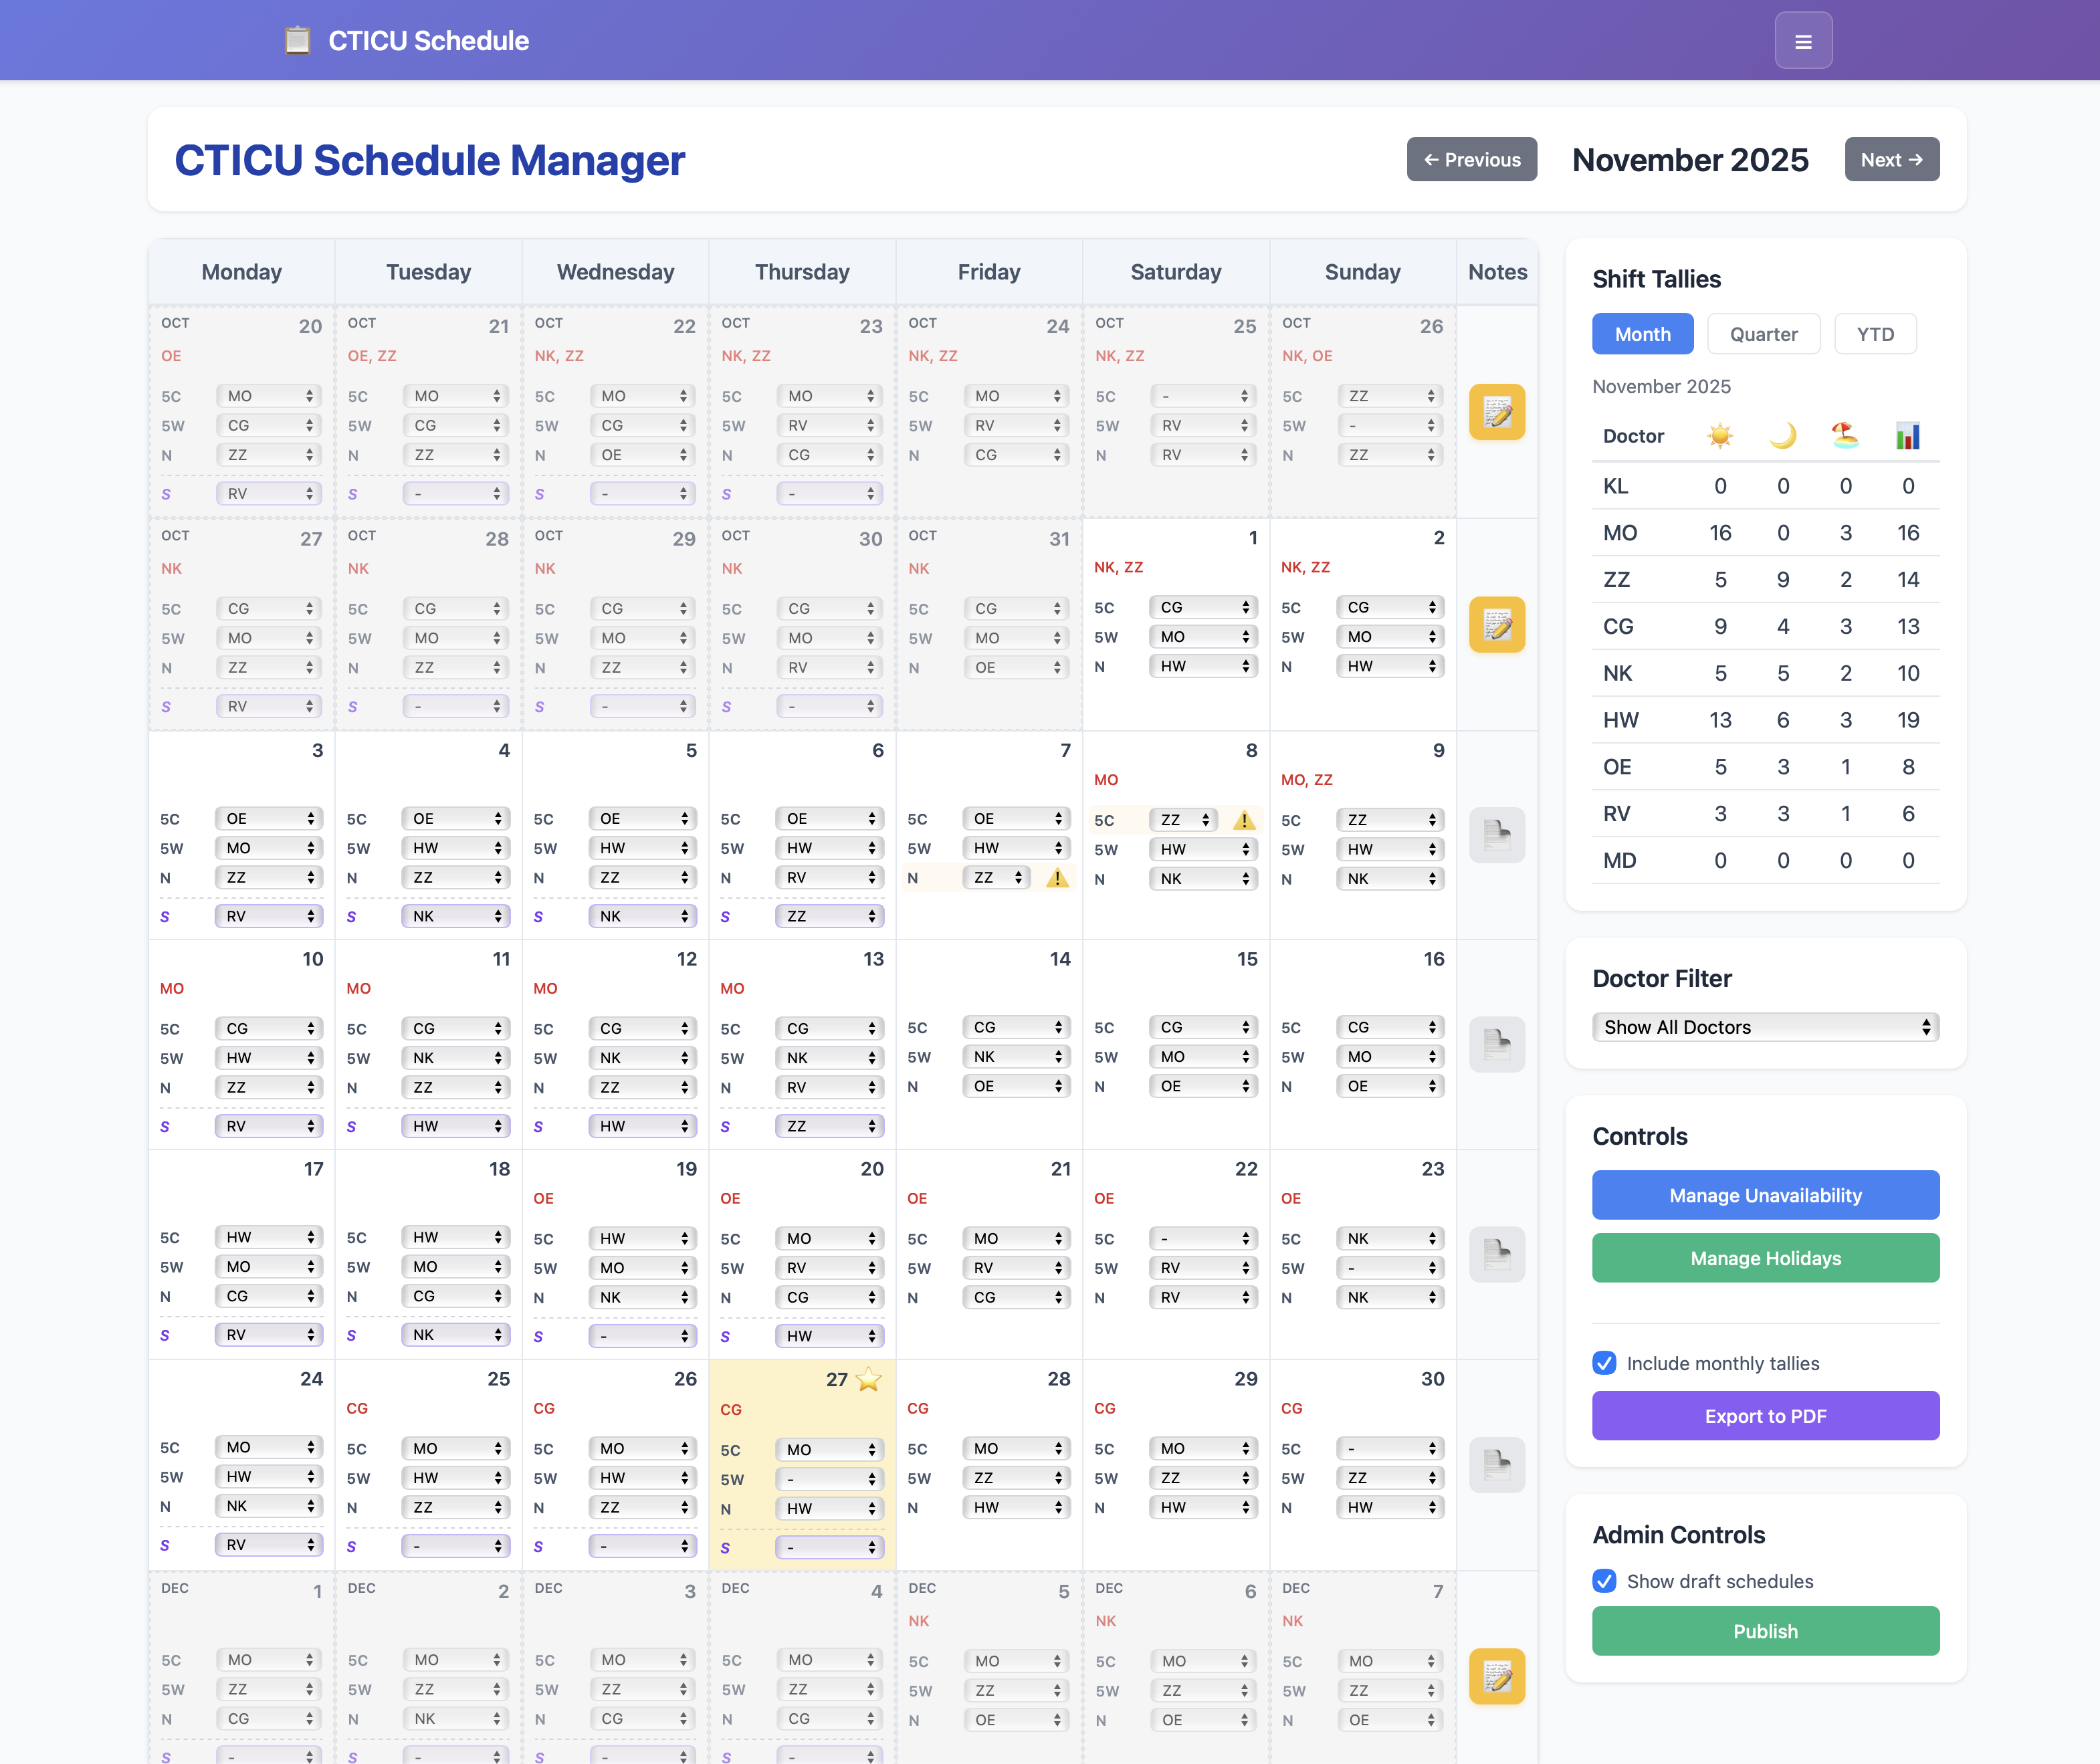 CTICU Schedule
CTICU Schedule Manager
← Previous November 2025 Next →
Monday Tuesday Wednesday Thursday Friday Saturday Sunday Notes
OCT 20 OCT 21 OCT 22 OCT 23 OCT 24 OCT 25 OCT 26
OE OE, ZZ NK, ZZ NK, ZZ NK, ZZ NK, ZZ NK, OE
5C MO 5C MO 5C MO 5C MO 5C MO 5C - 5C ZZ
5W CG 5W CG 5W CG 5W RV 5W RV 5W RV 5W -
N ZZ N ZZ N OE N CG N CG N RV N ZZ
S RV S - S - S -
OCT 27 OCT 28 OCT 29 OCT 30 OCT 31 1 2
NK NK NK NK NK NK, ZZ NK, ZZ
5C CG 5C CG 5C CG 5C CG 5C CG 5C CG 5C CG
5W MO 5W MO 5W MO 5W MO 5W MO 5W MO 5W MO
N ZZ N ZZ N ZZ N RV N OE N HW N HW
S RV S - S - S -
3 4 5 6 7 8 9
MO MO, ZZ
5C OE 5C OE 5C OE 5C OE 5C OE 5C ZZ 5C ZZ
5W MO 5W HW 5W HW 5W HW 5W HW 5W HW 5W HW
N ZZ N ZZ N ZZ N RV N ZZ N NK N NK
S RV S NK S NK S ZZ
10 11 12 13 14 15 16
MO MO MO MO
5C CG 5C CG 5C CG 5C CG 5C CG 5C CG 5C CG
5W HW 5W NK 5W NK 5W NK 5W NK 5W MO 5W MO
N ZZ N ZZ N ZZ N RV N OE N OE N OE
S RV S HW S HW S ZZ
17 18 19 20 21 22 23
OE OE OE OE OE
5C HW 5C HW 5C HW 5C MO 5C MO 5C - 5C NK
5W MO 5W MO 5W MO 5W RV 5W RV 5W RV 5W -
N CG N CG N NK N CG N CG N RV N NK
S RV S NK S - S HW
24 25 26 27 28 29 30
CG CG CG CG CG CG
5C MO 5C MO 5C MO 5C MO 5C MO 5C MO 5C -
5W HW 5W HW 5W HW 5W - 5W ZZ 5W ZZ 5W ZZ
N NK N ZZ N ZZ N HW N HW N HW N HW
S RV S - S - S -
DEC 1 DEC 2 DEC 3 DEC 4 DEC 5 DEC 6 DEC 7
NK NK NK
5C MO 5C MO 5C MO 5C MO 5C MO 5C MO 5C MO
5W ZZ 5W ZZ 5W ZZ 5W ZZ 5W ZZ 5W ZZ 5W ZZ
N CG N NK N CG N CG N OE N OE N OE
S - S - S - S -
Shift Tallies
Month Quarter YTD
November 2025
Doctor
KL 0 0 0 0
MO 16 0 3 16
ZZ 5 9 2 14
CG 9 4 3 13
NK 5 5 2 10
HW 13 6 3 19
OE 5 3 1 8
RV 3 3 1 6
MD 0 0 0 0
Doctor Filter
Show All Doctors
Controls
Manage Unavailability
Manage Holidays
Include monthly tallies
Export to PDF
Admin Controls
Show draft schedules
Publish